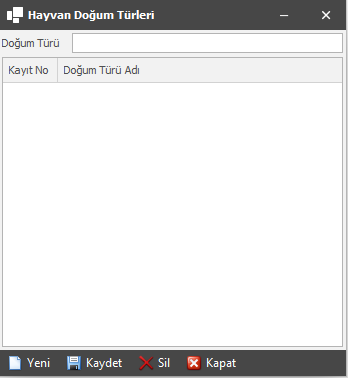 Hayvan Doğum Türleri
Doğum Türü
Kayıt No Doğum Türü Adı
Yeni Kaydet Sil Kapat